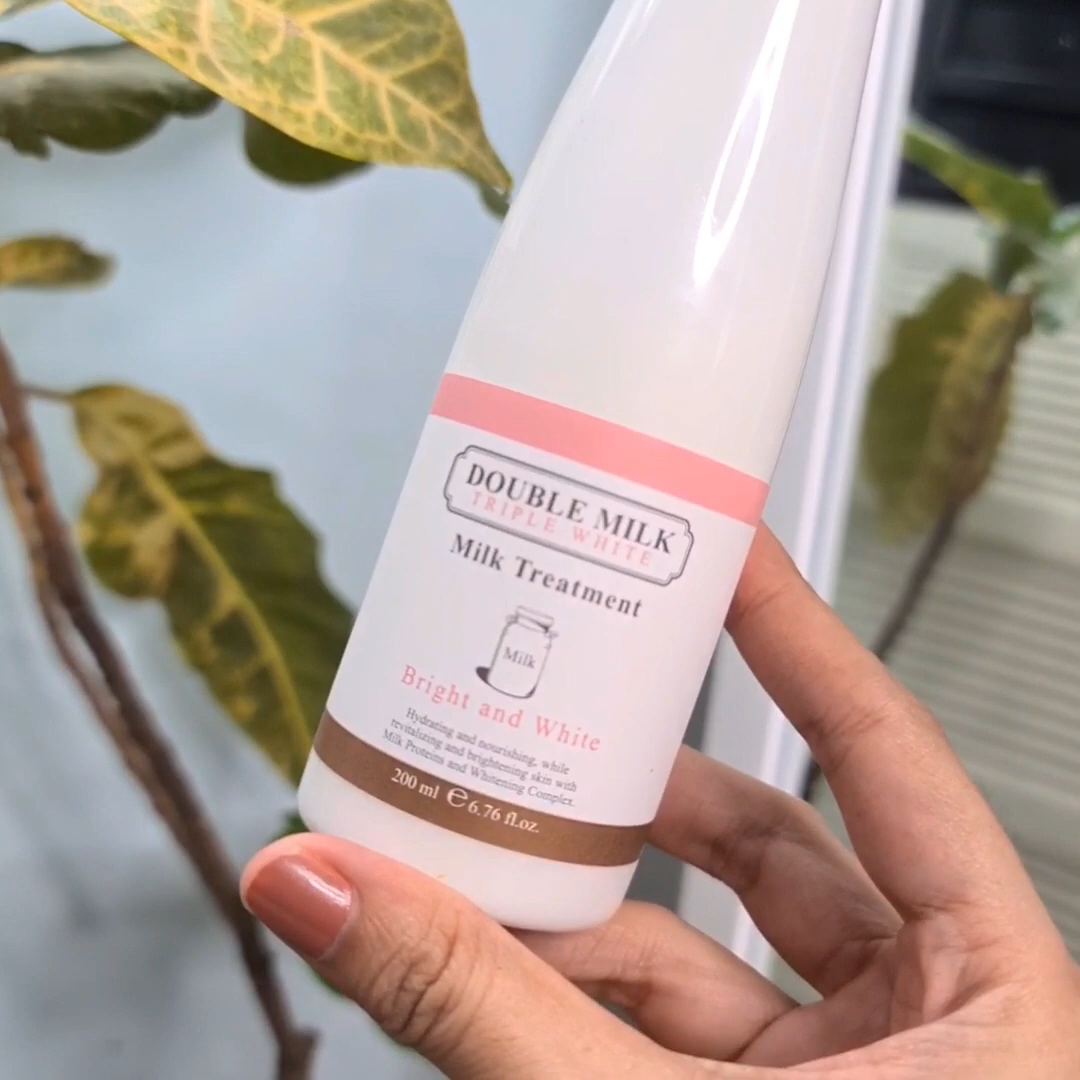 DOUBLE MILK
TRIPLE WHITE
Milk Treatment
Milk
Bright and White
Hydrating and nourishing, while
revitalizing and brightening skin with
Milk Proteins and Whitening Complex.
200 ml ℮ 6.76 fl.oz.